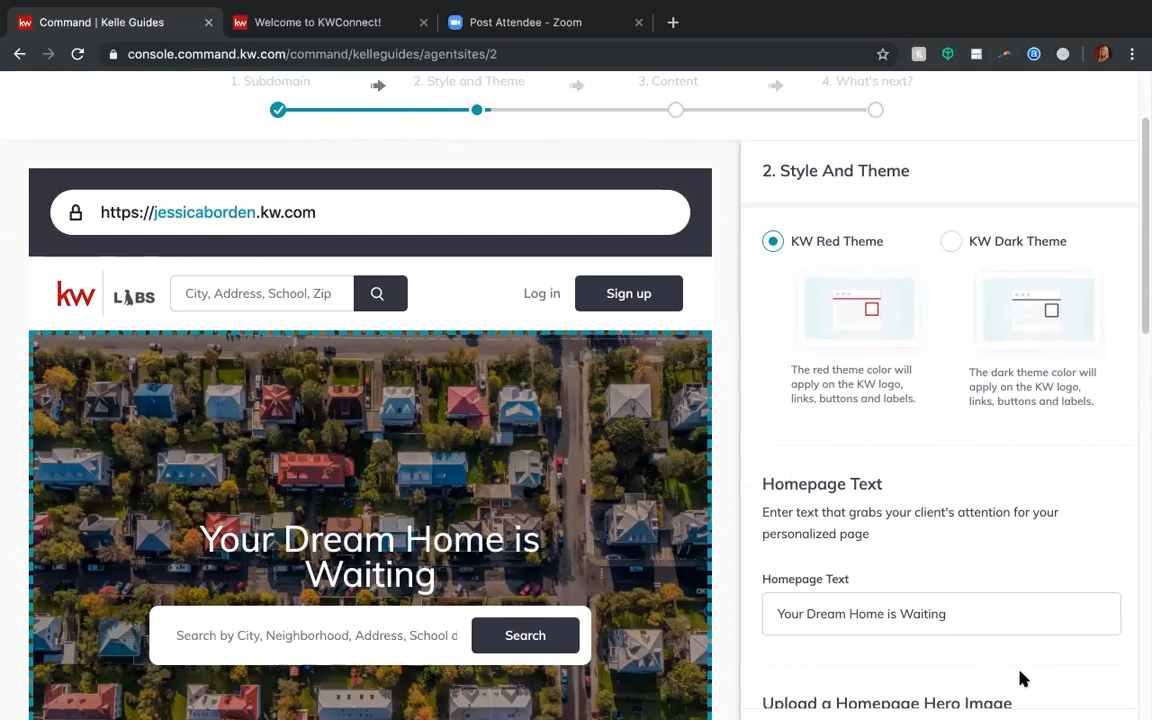 Command | Kelle Guides
Welcome to KWConnect!
Post Attendee - Zoom
console.command.kw.com/command/kelleguides/agentsites/2
1. Subdomain
2. Style and Theme
3. Content
4. What's next?
https://jessicaborden.kw.com
kw LABS
City, Address, School, Zip
Log in
Sign up
Your Dream Home is
Waiting
Search by City, Neighborhood, Address, School d
Search
2. Style And Theme
KW Red Theme
KW Dark Theme
The red theme color will
apply on the KW logo,
links, buttons and labels.
The dark theme color will
apply on the KW logo,
links, buttons and labels.
Homepage Text
Enter text that grabs your client's attention for your
personalized page
Homepage Text
Your Dream Home is Waiting
Upload a Homepage Hero Image